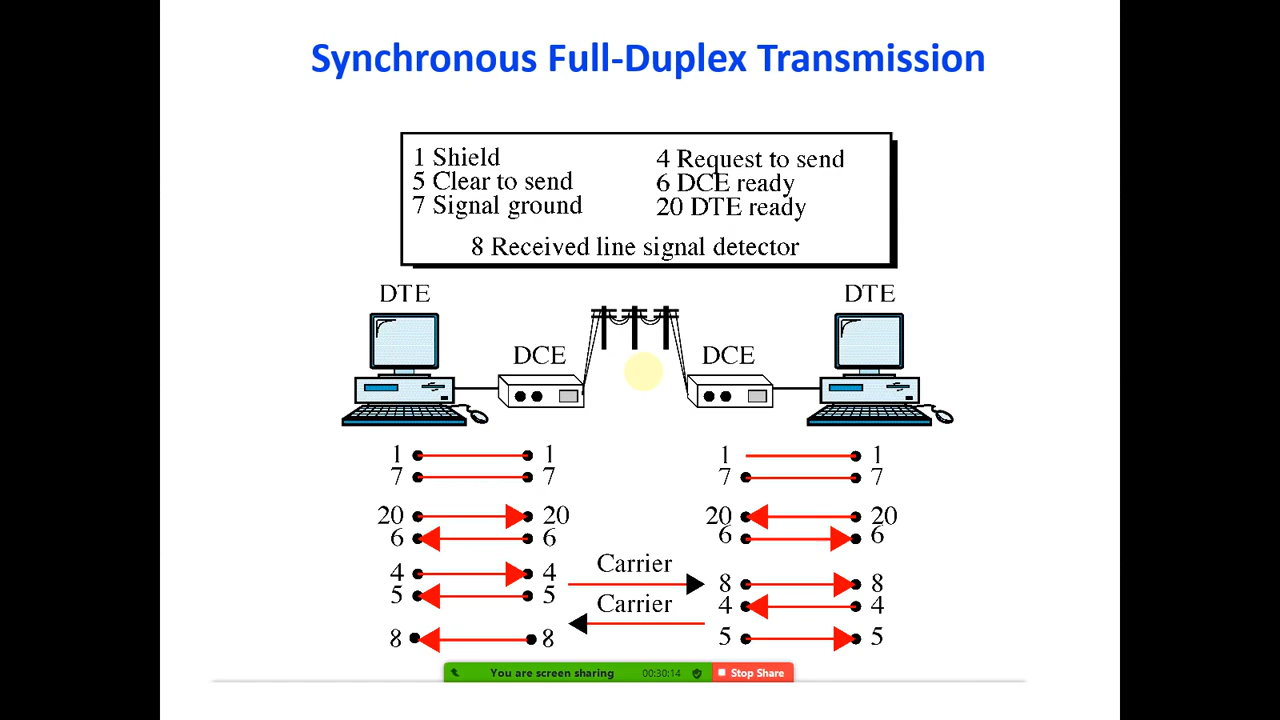 Synchronous Full-Duplex Transmission
1 Shield
4 Request to send
5 Clear to send
6 DCE ready
7 Signal ground
20 DTE ready
8 Received line signal detector
DTE
DTE
DCE
DCE
1 1 1 1
7 7 7 7
20 20 20 20
6 6 6 6
4 4
Carrier
8 8
5 5
Carrier
4 4
8 8
5 5
You are screen sharing 00:30:14 Stop Share